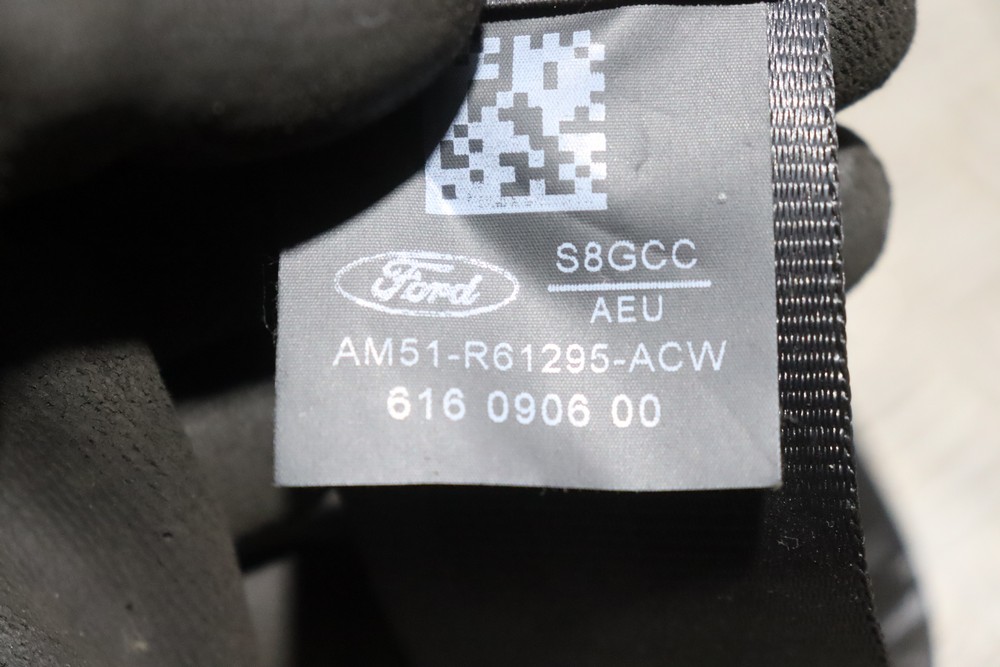 Ford
S8GCC
AEU
AM51-R61295-ACW
616 0906 00